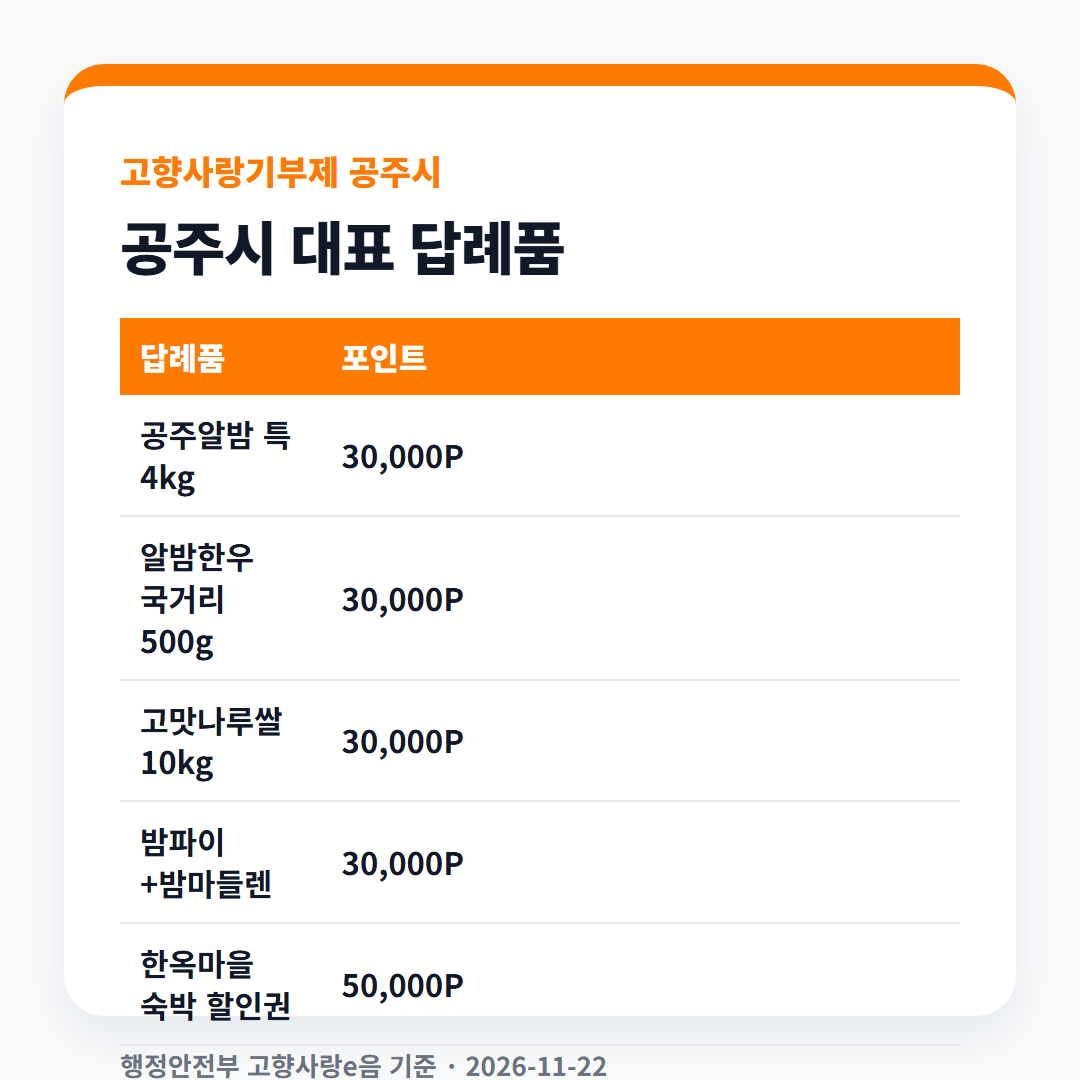 고향사랑기부제 공주시
공주시 대표 답례품
답례품 포인트
공주알밤 특
4kg
30,000P
알밤한우
국거리
500g
30,000P
고맛나루쌀
10kg
30,000P
밤파이
+밤마들렌
30,000P
한옥마을
숙박 할인권
50,000P
행정안전부 고향사랑e음 기준 · 2026-11-22